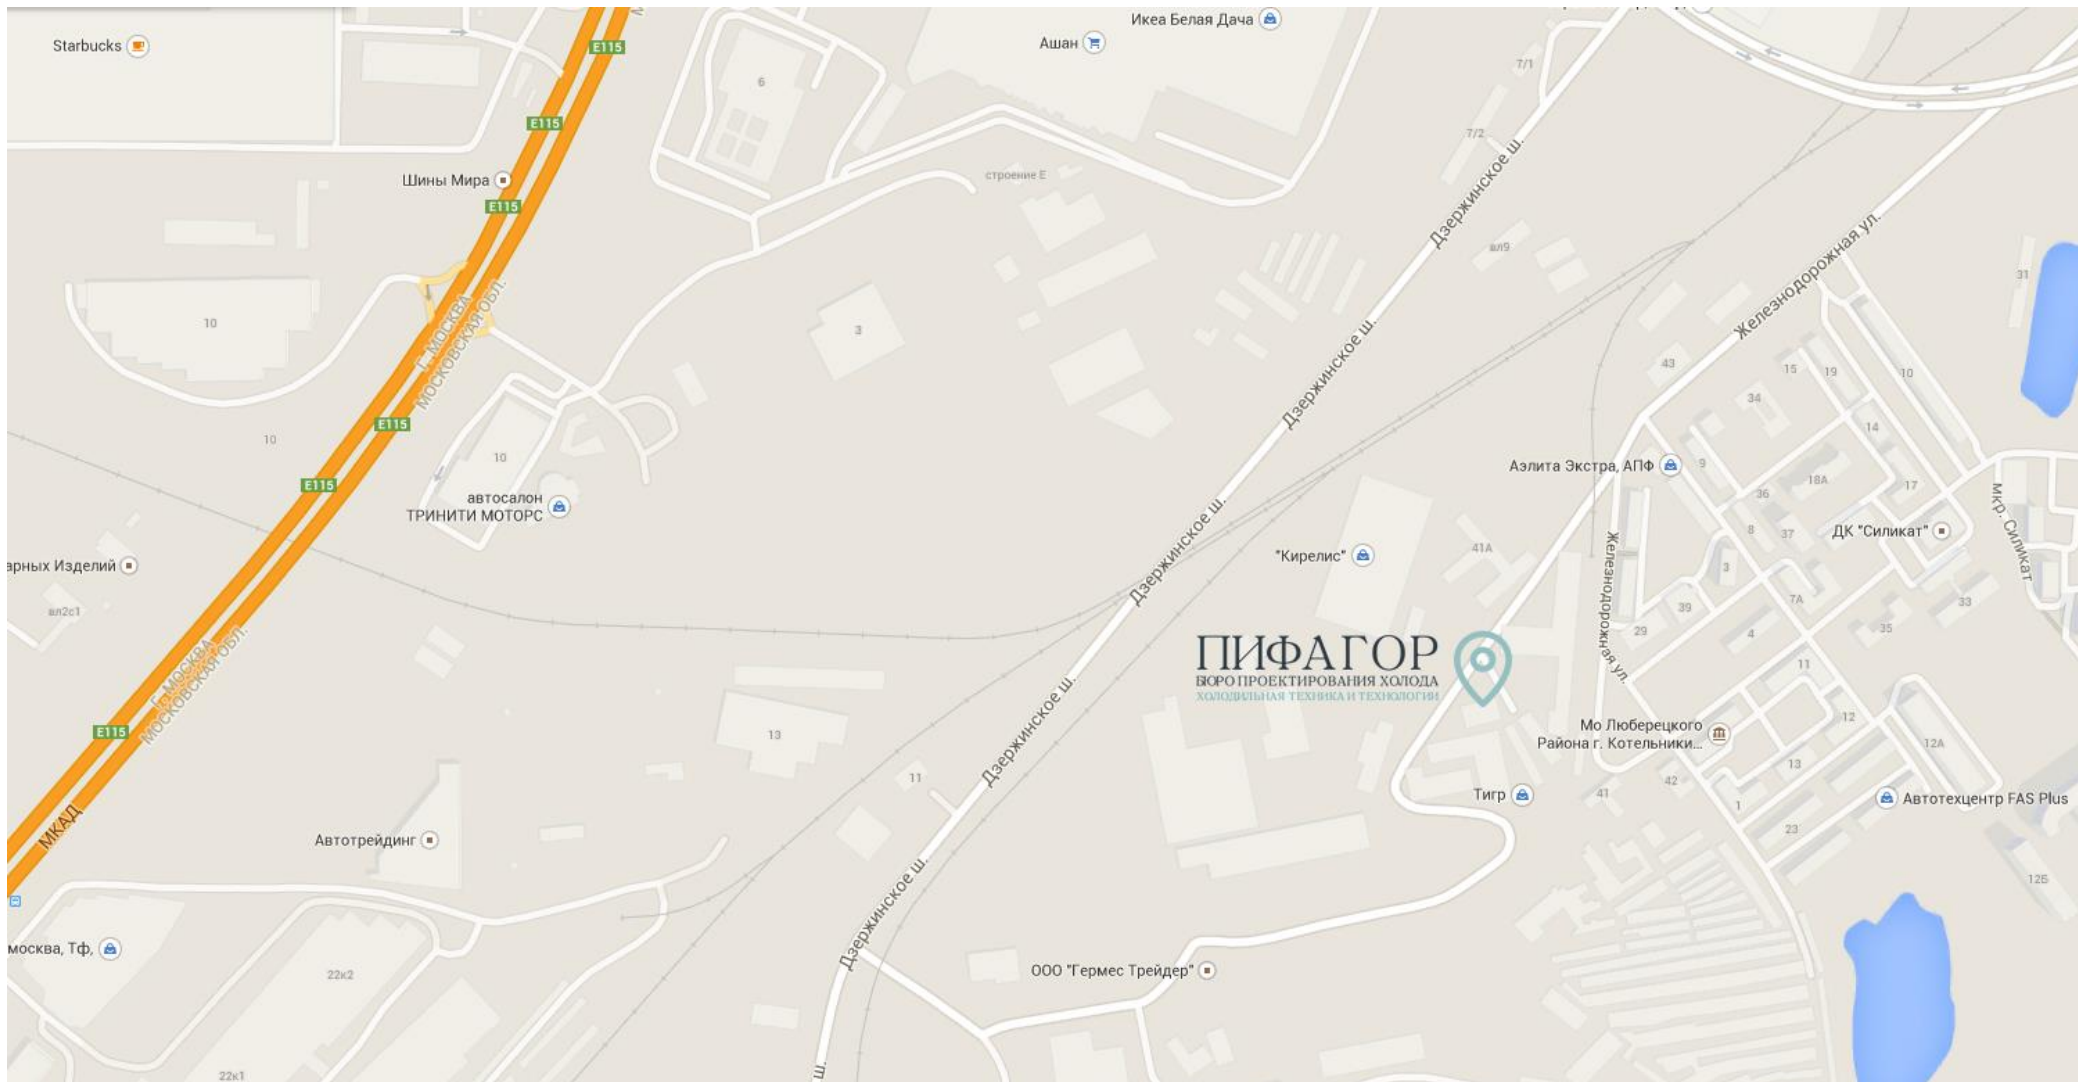 Икеа Белая Дача
Starbucks
Ашан
E115
7/1
6
E115
7/2
Шины Мира
строение Е
E115
Дзержинское ш.
вл9
Железнодорожная ул.
31
10
3
Г. МОСКВА
МОСКОВСКАЯ ОБЛ.
Дзержинское ш.
43
15
19
10
34
E115
10
14
10
Аэлита Экстра, АПФ
9
18А
17
E115
36
автосалон
ТРИНИТИ МОТОРС
Дзержинское ш.
8
37
ДК "Силикат"
мкр. Силикат
"Кирелис"
41А
арных Изделий
3
Железнодорожная ул.
7А
33
вл2с1
39
29
4
35
Г. МОСКВА
МОСКОВСКАЯ ОБЛ.
ПИФАГОР
БЮРО ПРОЕКТИРОВАНИЯ ХОЛОДА
ХОЛОДИЛЬНАЯ ТЕХНИКА И ТЕХНОЛОГИИ
11
Дзержинское ш.
12
E115
13
Мо Люберецкого
Района г. Котельники...
12А
11
13
42
Тигр
41
1
Автотехцентр FAS Plus
МКАД
23
Автотрейдинг
12Б
Дзержинское ш.
москва, Тф,
22к2
ООО "Гермес Трейдер"
22к1
ш.